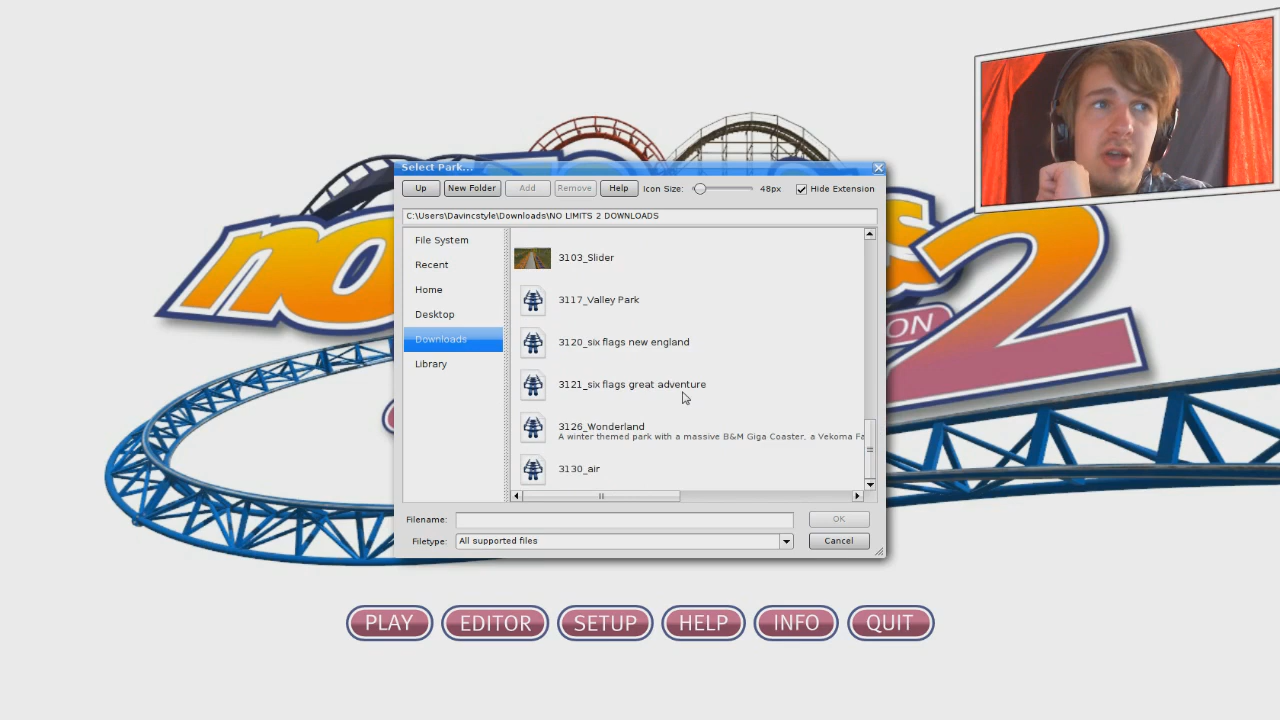 no s 2
ON
Select Park...
Up New Folder Add Remove Help Icon Size: 48px Hide Extension
C:\Users\Davincstyle\Downloads\NO LIMITS 2 DOWNLOADS
File System
Recent
Home
Desktop
Downloads
Library
3103_Slider
3117_Valley Park
3120_six flags new england
3121_six flags great adventure
3126_Wonderland
A winter themed park with a massive B&M Giga Coaster, a Vekoma Fa
3130_air
Filename: OK
Filetype: All supported files Cancel
PLAY EDITOR SETUP HELP INFO QUIT